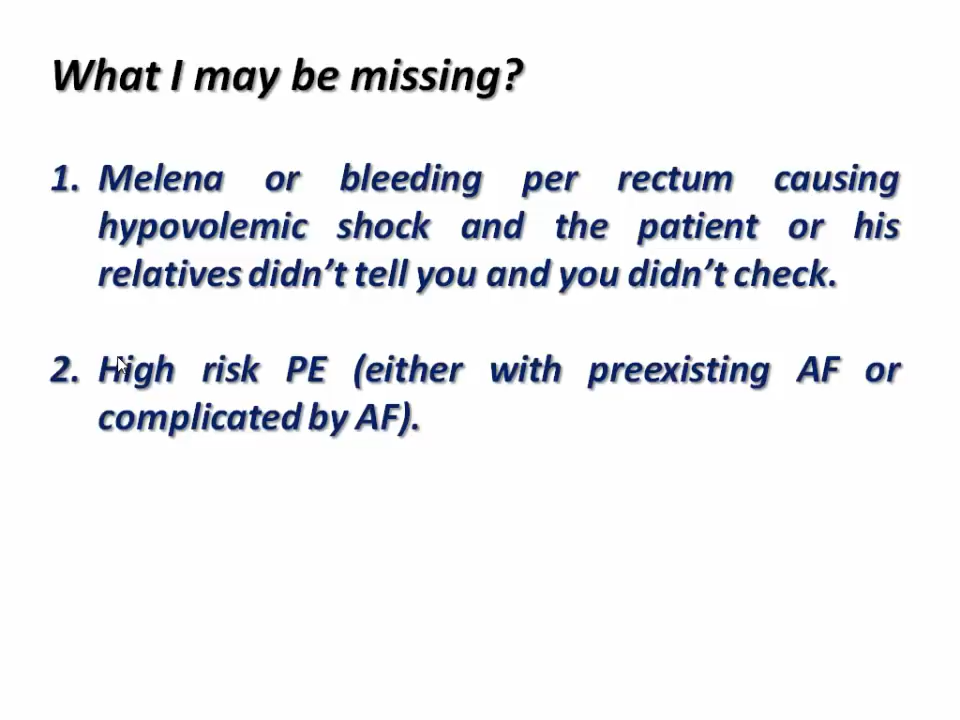 What I may be missing?
1. Melena or bleeding per rectum causing
hypovolemic shock and the patient or his
relatives didn’t tell you and you didn’t check.
2. High risk PE (either with preexisting AF or
complicated by AF).